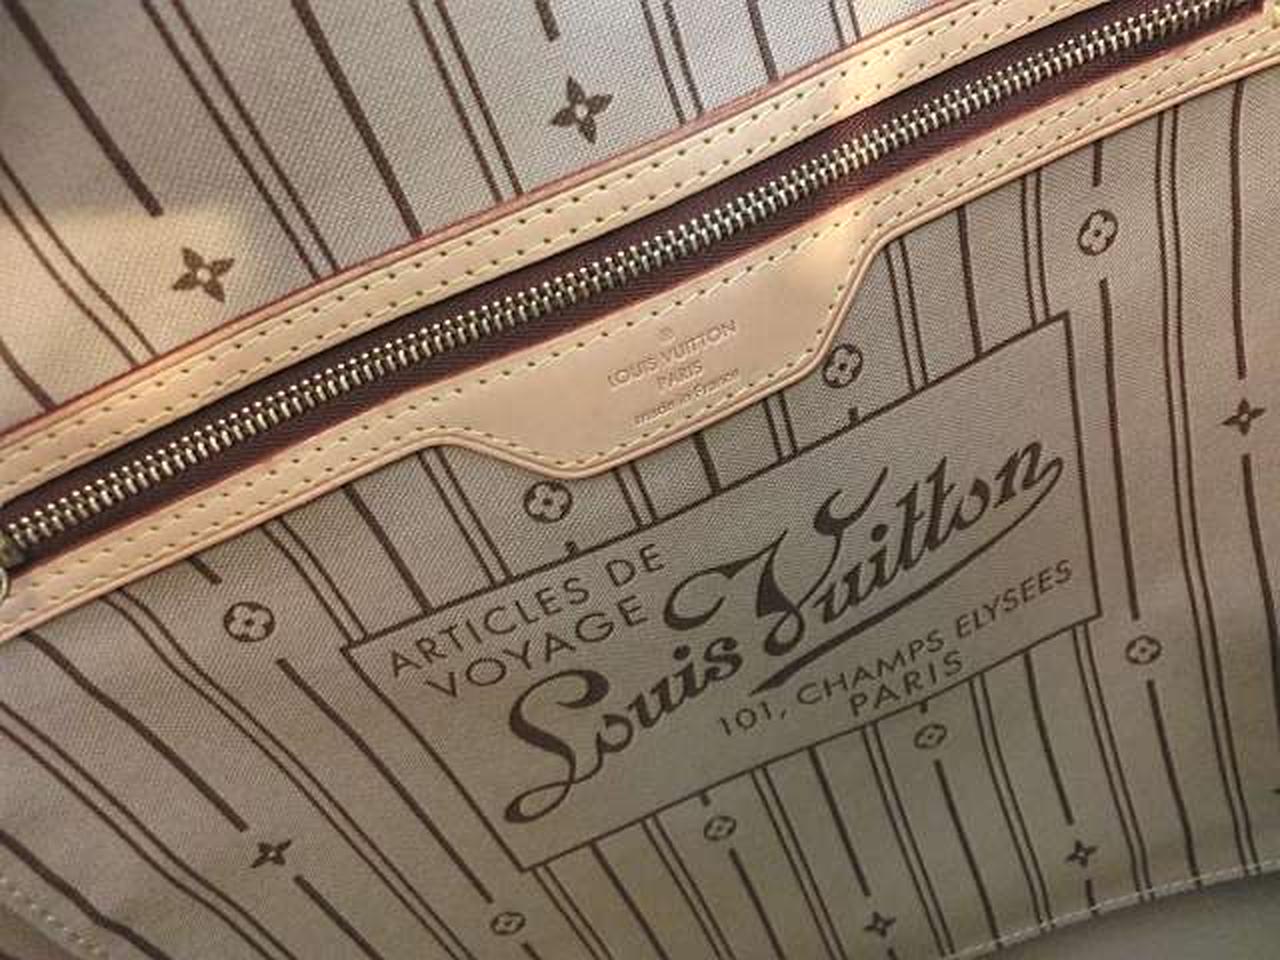 LOUIS VUITTON
PARIS
made in France
ARTICLES DE
VOYAGE
Louis Vuitton
101, CHAMPS ELYSEES
PARIS